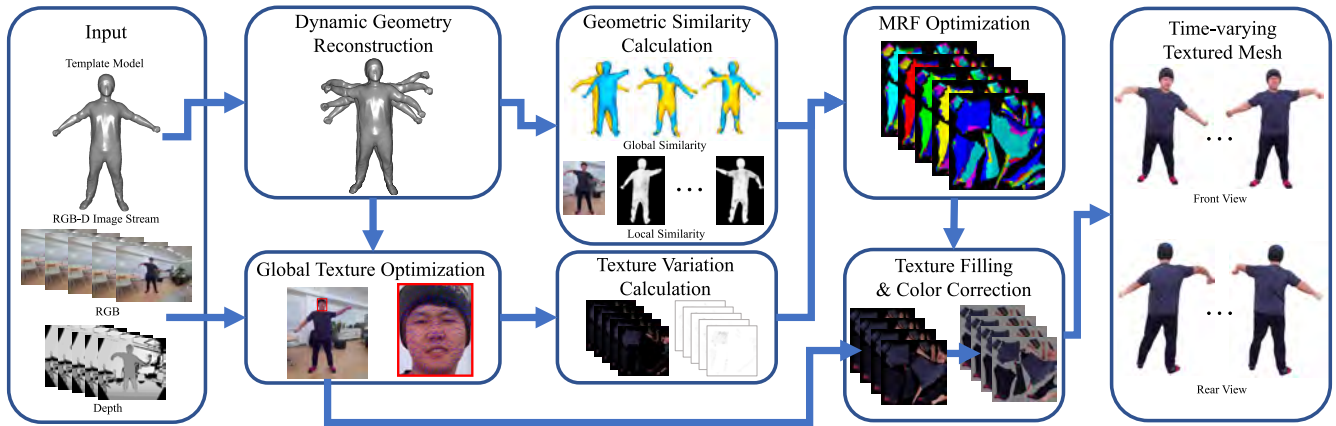 Input
Template Model
RGB-D Image Stream
RGB
Depth
Dynamic Geometry
Reconstruction
Global Texture Optimization
Geometric Similarity
Calculation
Global Similarity
Local Similarity
Texture Variation
Calculation
MRF Optimization
Texture Filling
& Color Correction
Time-varying
Textured Mesh
Front View
Rear View